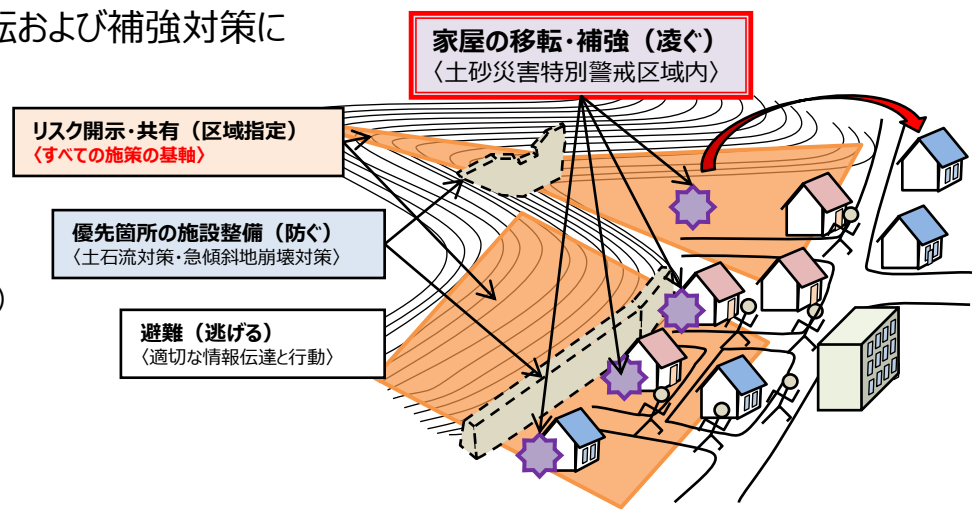 転および補強対策に
家屋の移転・補強（凌ぐ）
〈土砂災害特別警戒区域内〉
リスク開示・共有（区域指定）
〈すべての施策の基軸〉
優先箇所の施設整備（防ぐ）
〈土石流対策・急傾斜地崩壊対策〉
）
避難（逃げる）
〈適切な情報伝達と行動〉